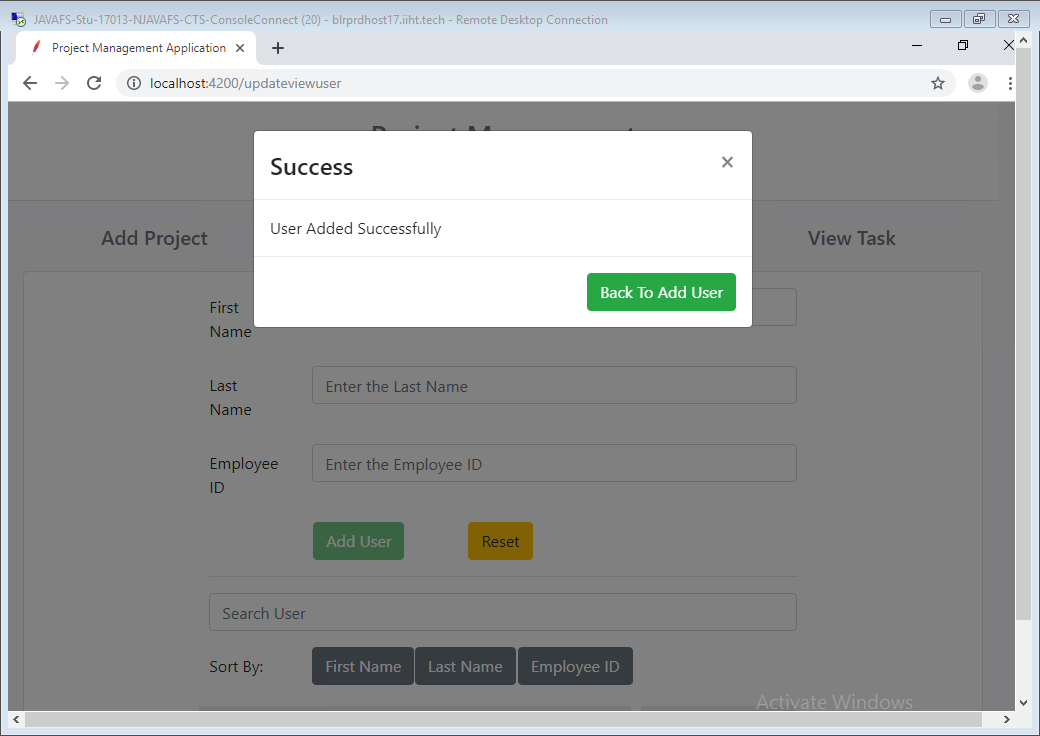 JAVAFS-Stu-17013-NJAVAFS-CTS-ConsoleConnect (20) - blrprdhost17.iiht.tech - Remote Desktop Connection
Project Management Application
localhost:4200/updateviewuser
Project Management
Success
User Added Successfully
Back To Add User
Add Project
View Task
First
Name
Last
Name
Enter the Last Name
Employee
ID
Enter the Employee ID
Add User
Reset
Search User
Sort By:
First Name
Last Name
Employee ID
Activate Windows